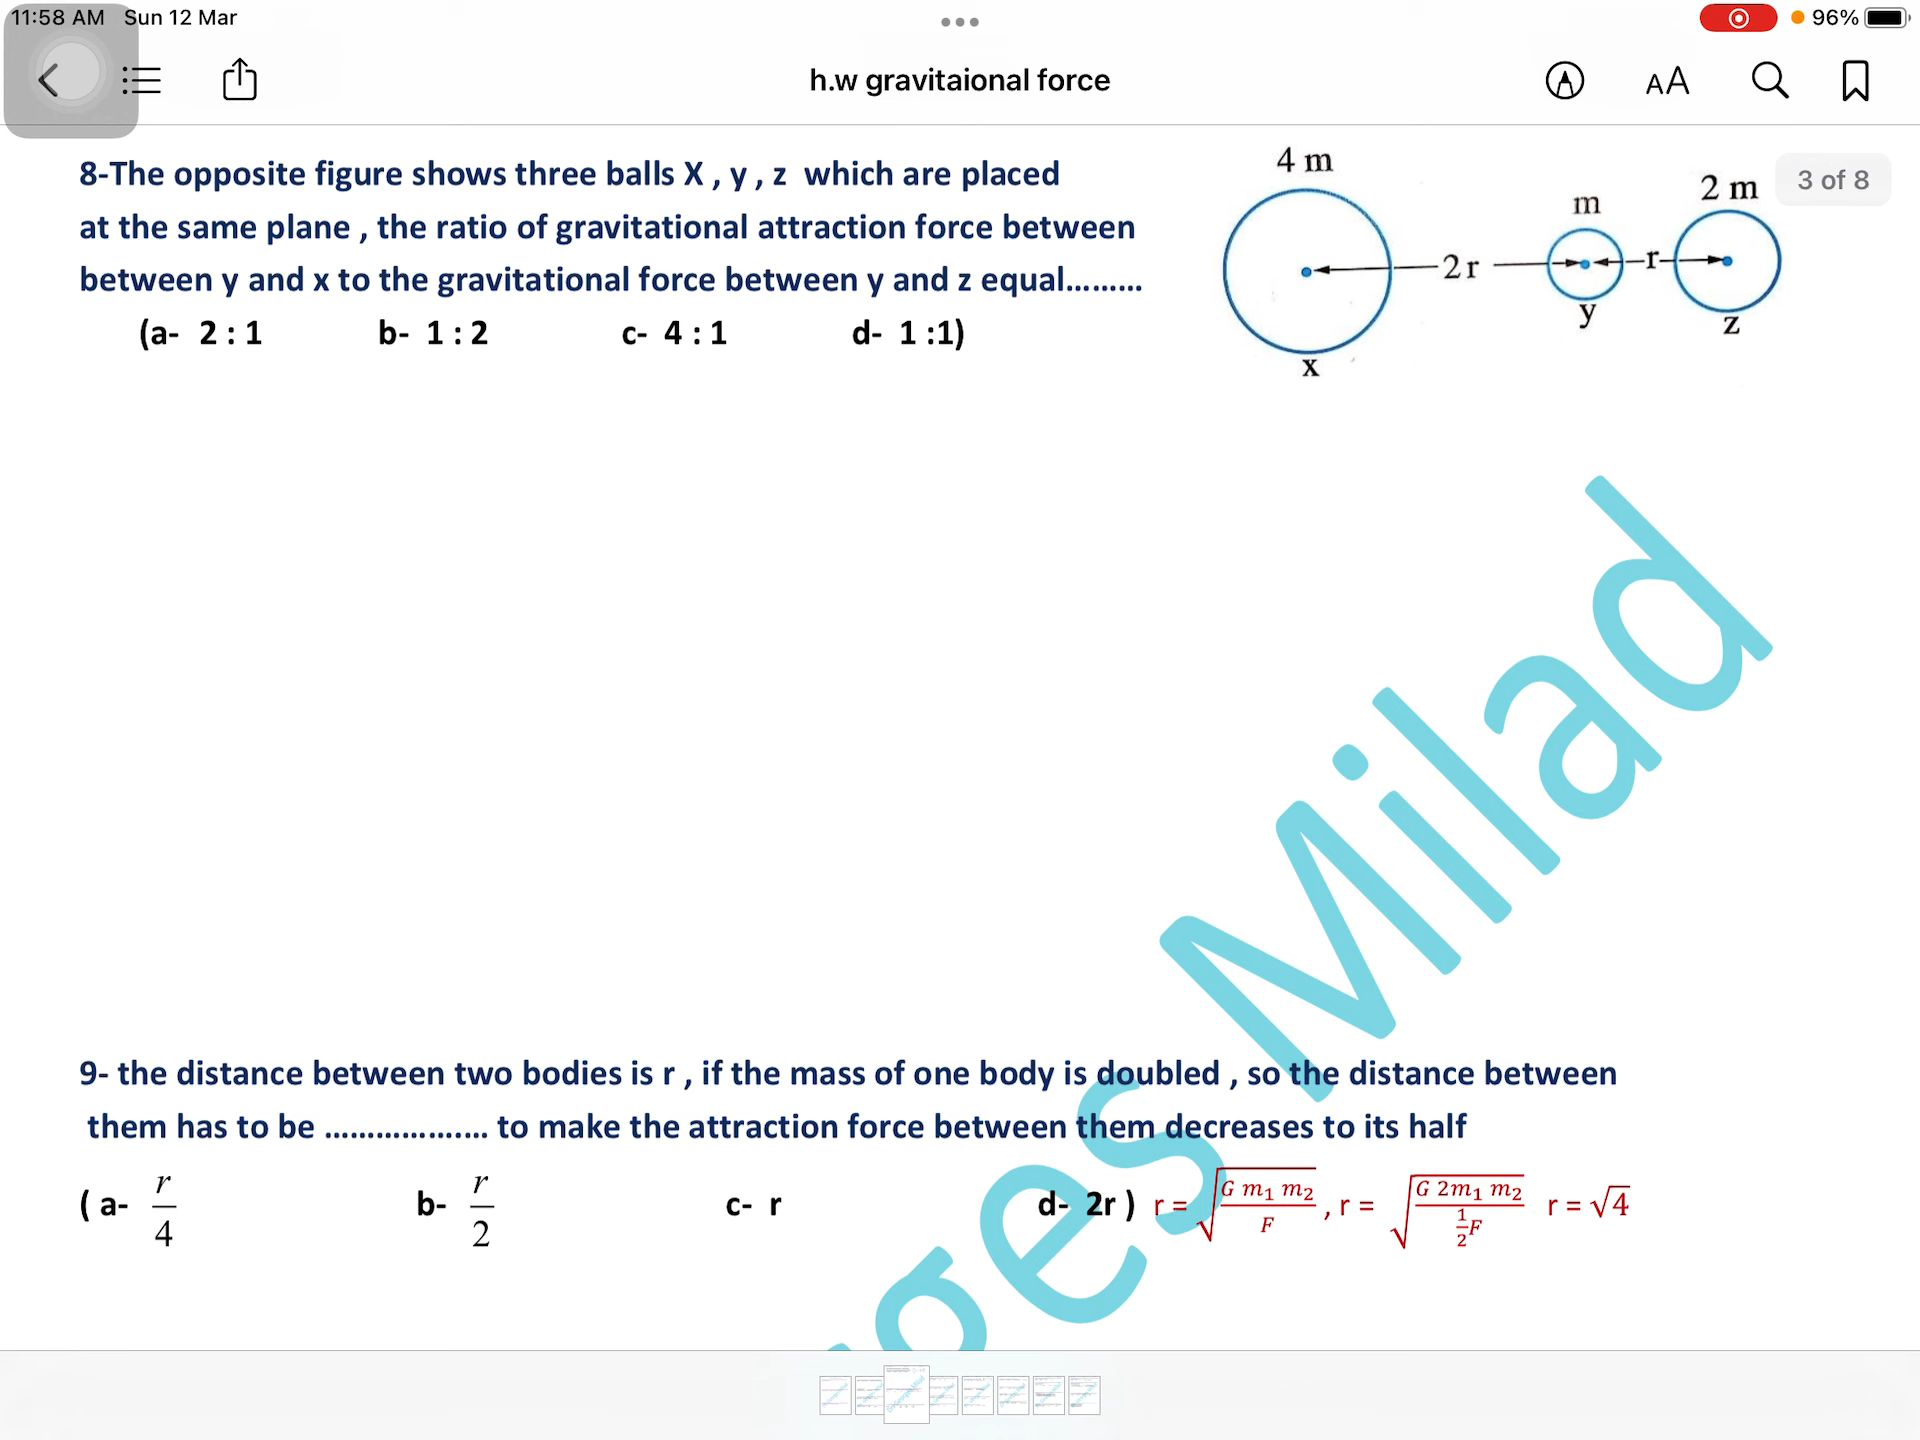 11:58 AM Sun 12 Mar
96%
h.w gravitaional force
AA
3 of 8
8-The opposite figure shows three balls X , y , z which are placed
at the same plane , the ratio of gravitational attraction force between
between y and x to the gravitational force between y and z equal.........
(a- 2 : 1 b- 1 : 2 c- 4 : 1 d- 1 :1)
4 m
m
2 m
2 r
r
x
y
z
9- the distance between two bodies is r , if the mass of one body is doubled , so the distance between
them has to be ...................... to make the attraction force between them decreases to its half
( a- r/4 b- r/2 c- r d- 2r ) r = √(G m₁ m₂ / F) , r = √(G 2m₁ m₂ / ½F) r = √4
ges Milad